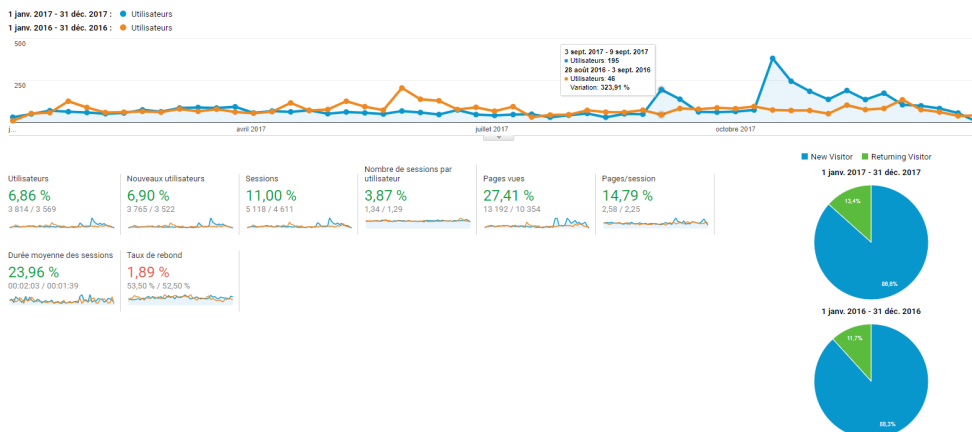 1 janv. 2017 - 31 déc. 2017 : Utilisateurs
1 janv. 2016 - 31 déc. 2016 : Utilisateurs
500
250
3 sept. 2017 - 9 sept. 2017
Utilisateurs: 195
28 août 2016 - 3 sept. 2016
Utilisateurs: 46
Variation: 323,91 %
j... avril 2017 juillet 2017 octobre 2017
New Visitor Returning Visitor
1 janv. 2017 - 31 déc. 2017
13,4%
86,6%
Utilisateurs
6,86 %
3 814 / 3 569
Nouveaux utilisateurs
6,90 %
3 765 / 3 522
Sessions
11,00 %
5 118 / 4 611
Nombre de sessions par
utilisateur
3,87 %
1,34 / 1,29
Pages vues
27,41 %
13 192 / 10 354
Pages/session
14,79 %
2,58 / 2,25
Durée moyenne des sessions
23,96 %
00:02:03 / 00:01:39
Taux de rebond
1,89 %
53,50 % / 52,50 %
1 janv. 2016 - 31 déc. 2016
11,7%
88,3%